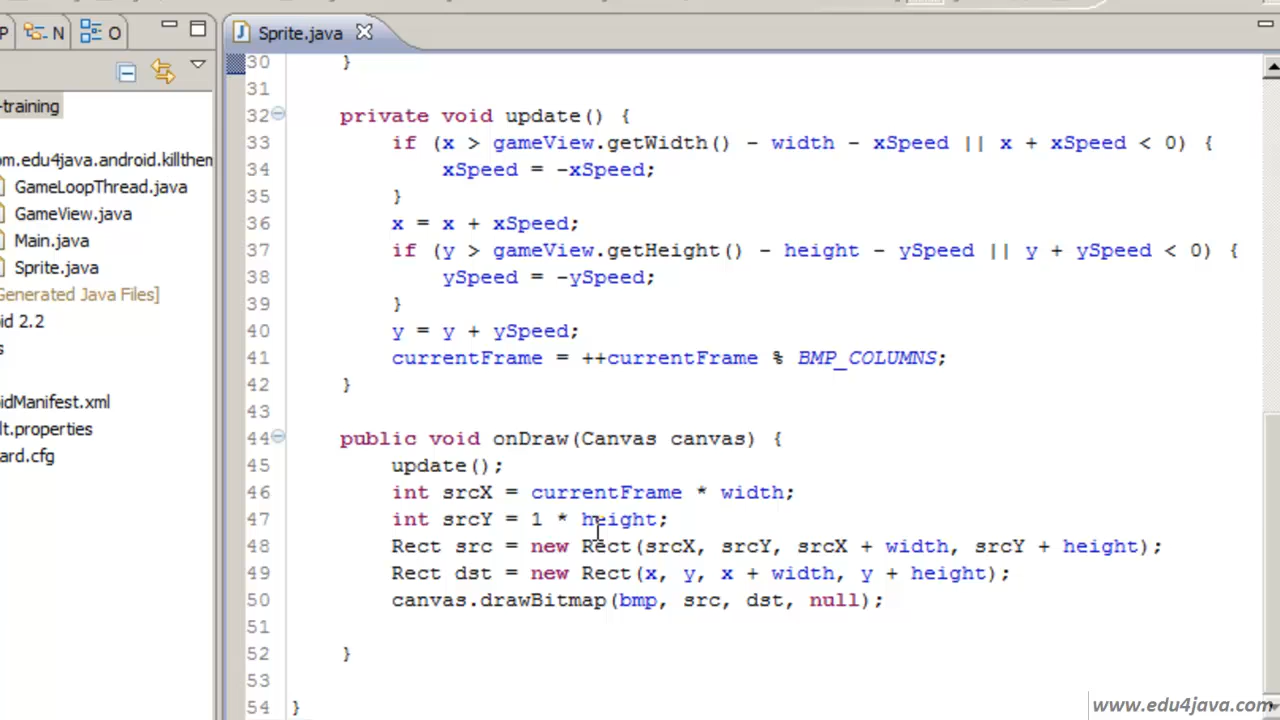 P N O
-training
om.edu4java.android.killthem
GameLoopThread.java
GameView.java
Main.java
Sprite.java
Generated Java Files]
id 2.2
s
idManifest.xml
lt.properties
ard.cfg
Sprite.java
30 }
31
32 private void update() {
33 if (x > gameView.getWidth() - width - xSpeed || x + xSpeed < 0) {
34 xSpeed = -xSpeed;
35 }
36 x = x + xSpeed;
37 if (y > gameView.getHeight() - height - ySpeed || y + ySpeed < 0) {
38 ySpeed = -ySpeed;
39 }
40 y = y + ySpeed;
41 currentFrame = ++currentFrame % BMP_COLUMNS;
42 }
43
44 public void onDraw(Canvas canvas) {
45 update();
46 int srcX = currentFrame * width;
47 int srcY = 1 * height;
48 Rect src = new Rect(srcX, srcY, srcX + width, srcY + height);
49 Rect dst = new Rect(x, y, x + width, y + height);
50 canvas.drawBitmap(bmp, src, dst, null);
51
52 }
53
54 }
www.edu4java.com